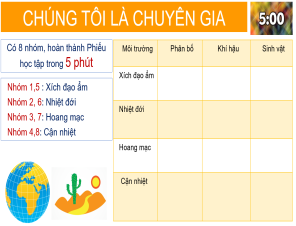 CHÚNG TÔI LÀ CHUYÊN GIA
5:00
Có 8 nhóm, hoàn thành Phiếu
học tập trong 5 phút
Nhóm 1,5 : Xích đạo ẩm
Nhóm 2, 6: Nhiệt đới
Nhóm 3, 7: Hoang mạc
Nhóm 4,8: Cận nhiệt
Môi trường Phân bố Khí hậu Sinh vật
Xích đạo ẩm
Nhiệt đới
Hoang mạc
Cận nhiệt